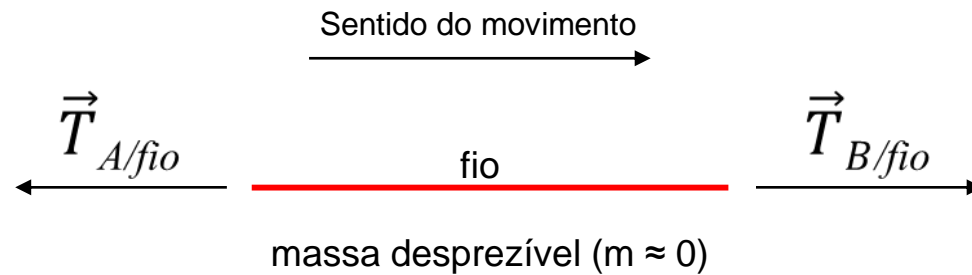 Sentido do movimento
T⃗ A/fio
T⃗ B/fio
fio
massa desprezível (m ≈ 0)